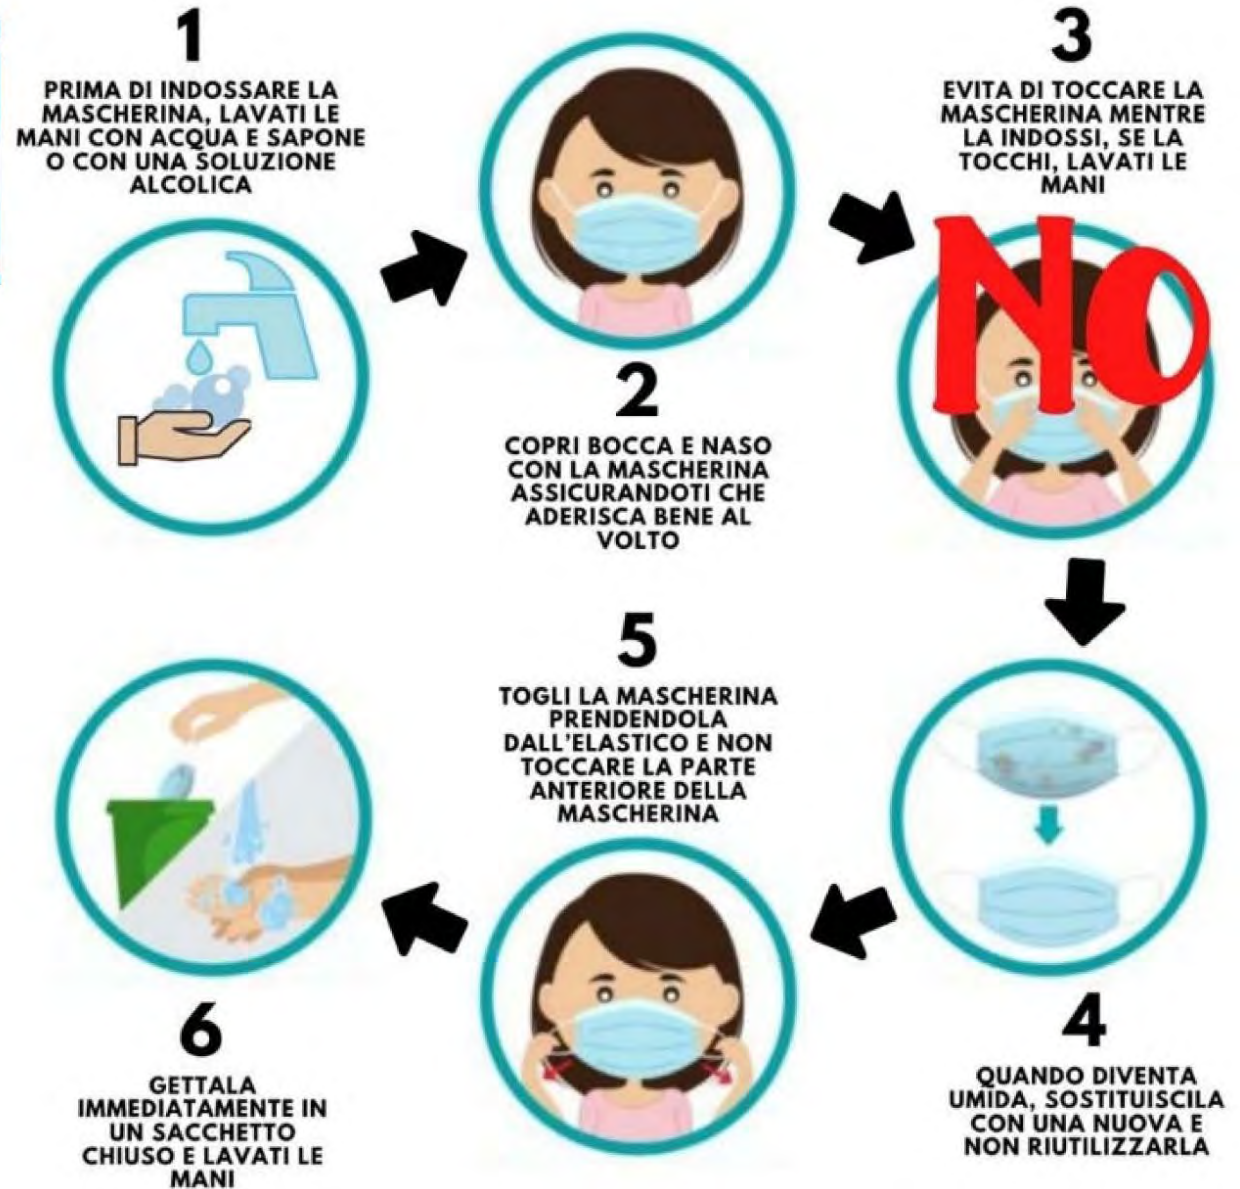 1
PRIMA DI INDOSSARE LA
MASCHERINA, LAVATI LE
MANI CON ACQUA E SAPONE
O CON UNA SOLUZIONE
ALCOLICA
2
COPRI BOCCA E NASO
CON LA MASCHERINA
ASSICURANDOTI CHE
ADERISCA BENE AL
VOLTO
3
EVITA DI TOCCARE LA
MASCHERINA MENTRE
LA INDOSSI, SE LA
TOCCHI, LAVATI LE
MANI
NO
4
QUANDO DIVENTA
UMIDA, SOSTITUISCILA
CON UNA NUOVA E
NON RIUTILIZZARLA
5
TOGLI LA MASCHERINA
PRENDENDOLA
DALL'ELASTICO E NON
TOCCARE LA PARTE
ANTERIORE DELLA
MASCHERINA
6
GETTALA
IMMEDIATAMENTE IN
UN SACCHETTO
CHIUSO E LAVATI LE
MANI